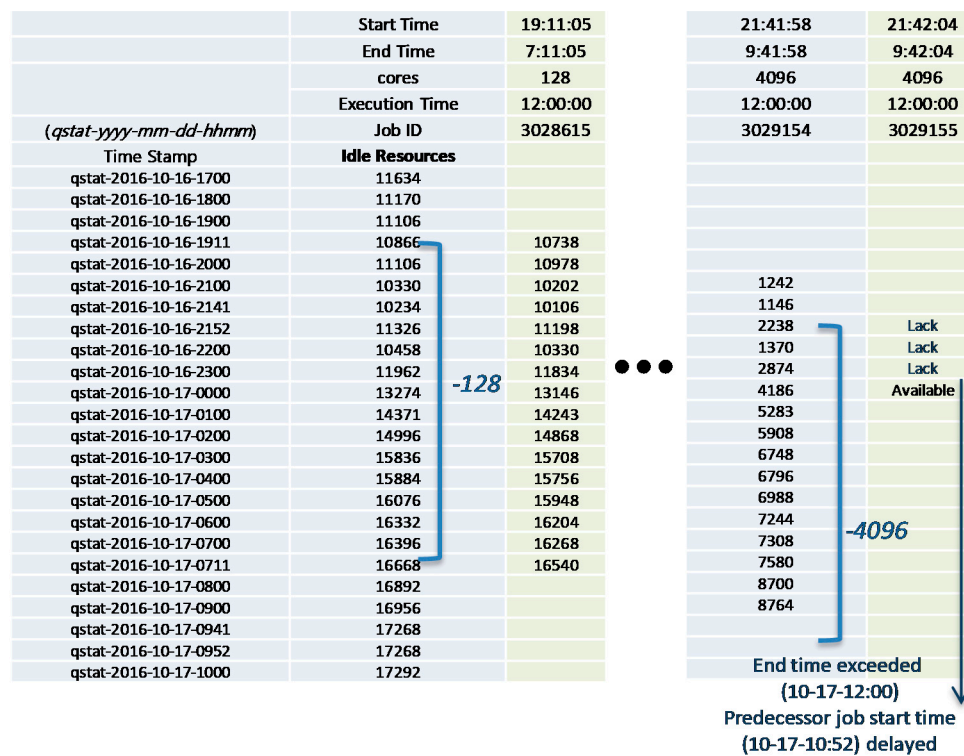 Start Time 19:11:05 21:41:58 21:42:04
End Time 7:11:05 9:41:58 9:42:04
cores 128 4096 4096
Execution Time 12:00:00 12:00:00 12:00:00
(qstat-yyyy-mm-dd-hhmm) Job ID 3028615 3029154 3029155
Time Stamp Idle Resources
qstat-2016-10-16-1700 11634
qstat-2016-10-16-1800 11170
qstat-2016-10-16-1900 11106
qstat-2016-10-16-1911 10866 10738
qstat-2016-10-16-2000 11106 10978
qstat-2016-10-16-2100 10330 10202 1242
qstat-2016-10-16-2141 10234 10106 1146
qstat-2016-10-16-2152 11326 11198 2238 Lack
qstat-2016-10-16-2200 10458 10330 1370 Lack
qstat-2016-10-16-2300 11962 11834 2874 Lack
qstat-2016-10-17-0000 13274 -128 13146 4186 Available
qstat-2016-10-17-0100 14371 14243 5283
qstat-2016-10-17-0200 14996 14868 5908
qstat-2016-10-17-0300 15836 15708 6748
qstat-2016-10-17-0400 15884 15756 6796
qstat-2016-10-17-0500 16076 15948 6988
qstat-2016-10-17-0600 16332 16204 7244 -4096
qstat-2016-10-17-0700 16396 16268 7308
qstat-2016-10-17-0711 16668 16540 7580
qstat-2016-10-17-0800 16892 8700
qstat-2016-10-17-0900 16956 8764
qstat-2016-10-17-0941 17268
qstat-2016-10-17-0952 17268
qstat-2016-10-17-1000 17292
End time exceeded
(10-17-12:00)
Predecessor job start time
(10-17-10:52) delayed